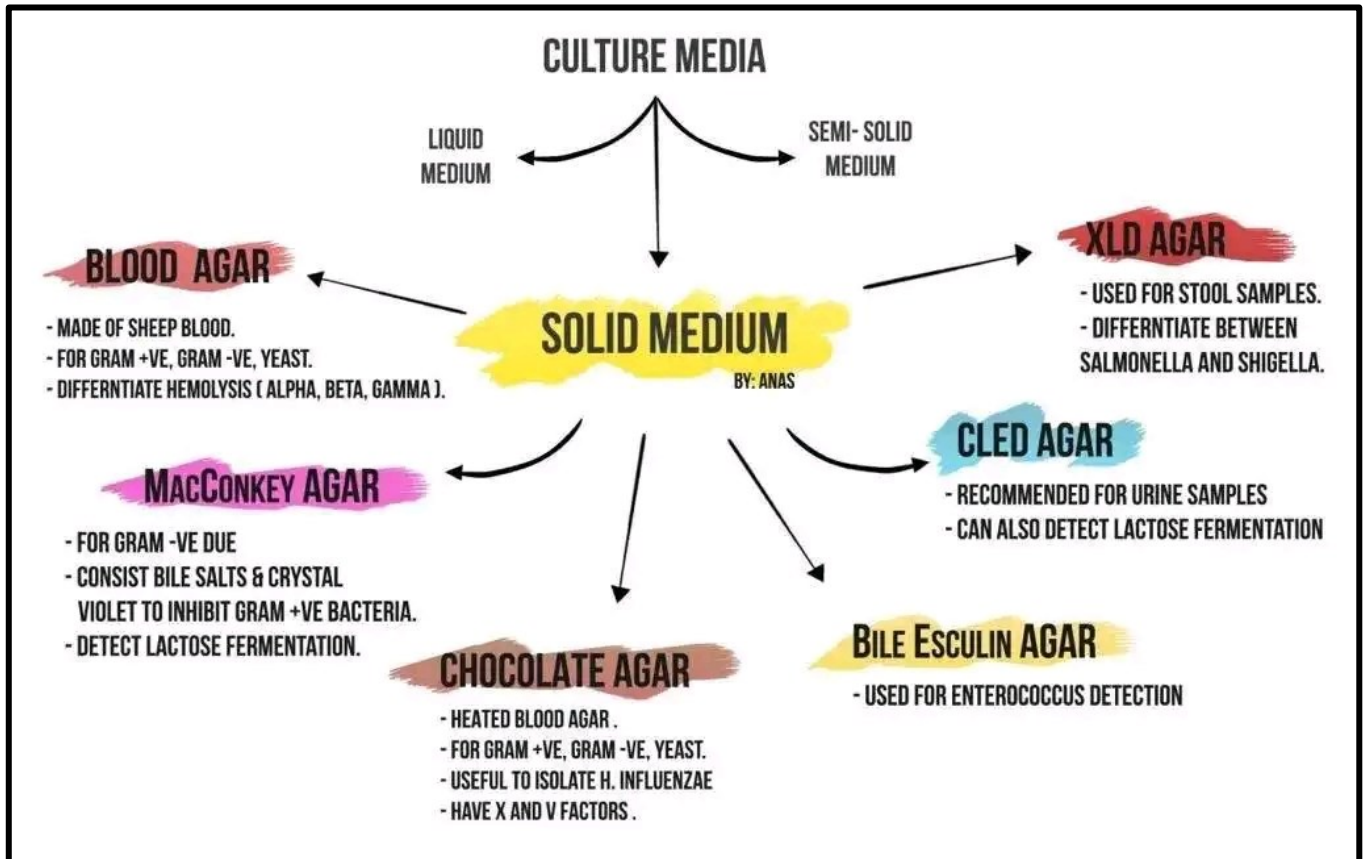 CULTURE MEDIA
LIQUID
MEDIUM
SEMI- SOLID
MEDIUM
SOLID MEDIUM
BY: ANAS
BLOOD AGAR
- MADE OF SHEEP BLOOD.
- FOR GRAM +VE, GRAM -VE, YEAST.
- DIFFERNTIATE HEMOLYSIS ( ALPHA, BETA, GAMMA ).
XLD AGAR
- USED FOR STOOL SAMPLES.
- DIFFERNTIATE BETWEEN
SALMONELLA AND SHIGELLA.
MACCONKEY AGAR
- FOR GRAM -VE DUE
- CONSIST BILE SALTS & CRYSTAL
VIOLET TO INHIBIT GRAM +VE BACTERIA.
- DETECT LACTOSE FERMENTATION.
CLED AGAR
- RECOMMENDED FOR URINE SAMPLES
- CAN ALSO DETECT LACTOSE FERMENTATION
CHOCOLATE AGAR
- HEATED BLOOD AGAR .
- FOR GRAM +VE, GRAM -VE, YEAST.
- USEFUL TO ISOLATE H. INFLUENZAE
- HAVE X AND V FACTORS .
BILE ESCULIN AGAR
- USED FOR ENTEROCOCCUS DETECTION